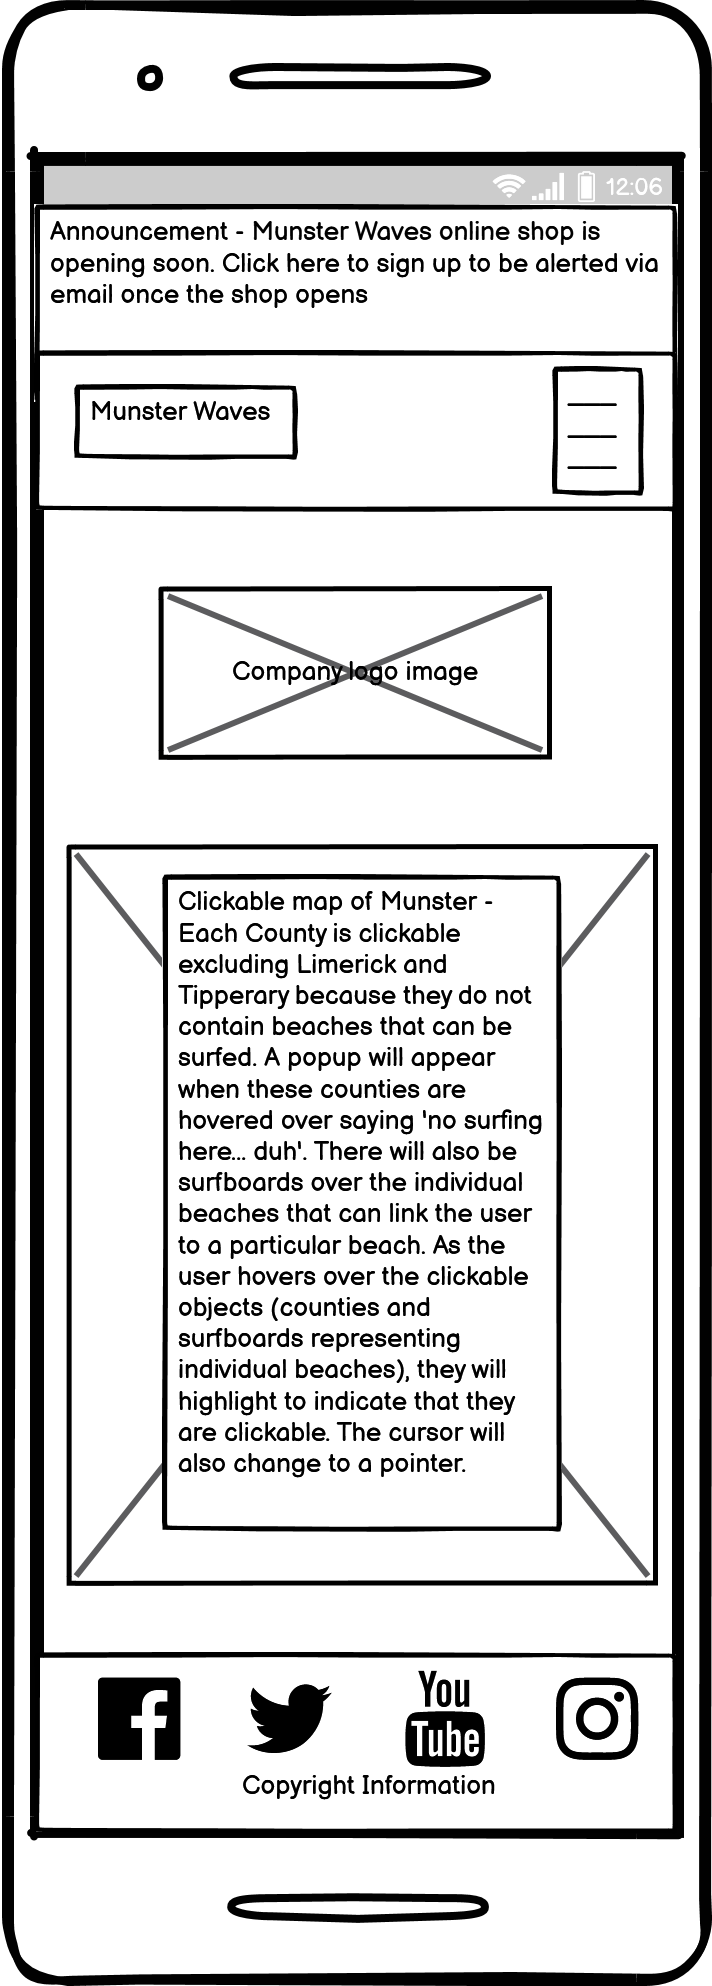 12:06
Announcement - Munster Waves online shop is
opening soon. Click here to sign up to be alerted via
email once the shop opens
Munster Waves
Company logo image
Clickable map of Munster -
Each County is clickable
excluding Limerick and
Tipperary because they do not
contain beaches that can be
surfed. A popup will appear
when these counties are
hovered over saying 'no surfing
here... duh'. There will also be
surfboards over the individual
beaches that can link the user
to a particular beach. As the
user hovers over the clickable
objects (counties and
surfboards representing
individual beaches), they will
highlight to indicate that they
are clickable. The cursor will
also change to a pointer.
You
Tube
Copyright Information